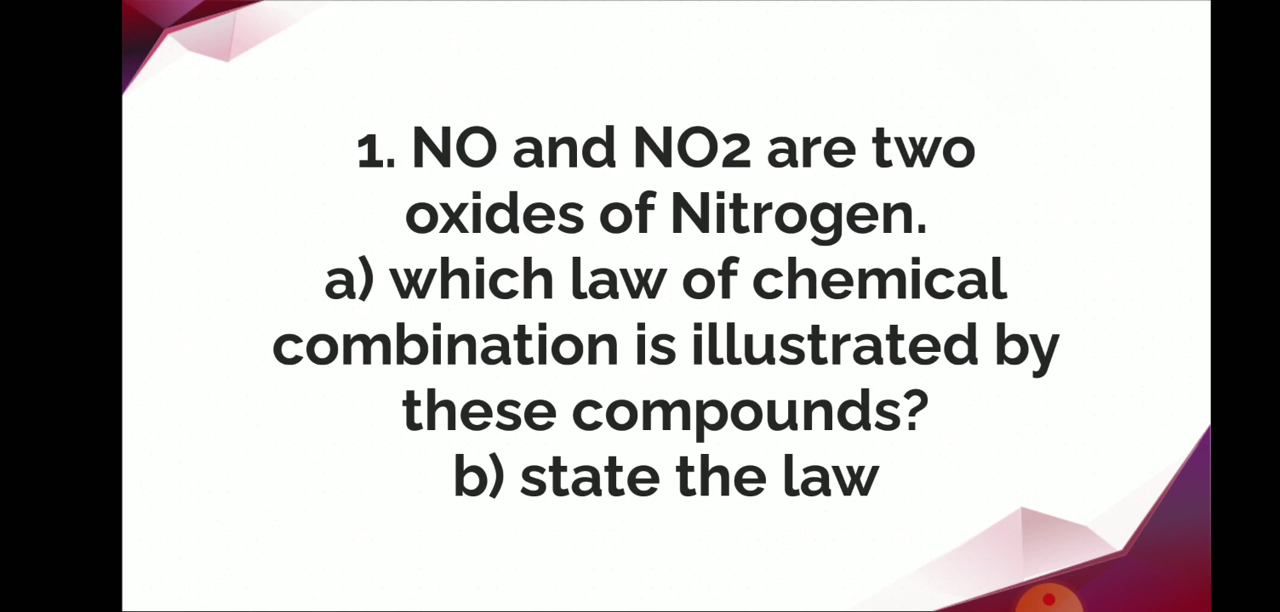 1. NO and NO2 are two
oxides of Nitrogen.
a) which law of chemical
combination is illustrated by
these compounds?
b) state the law